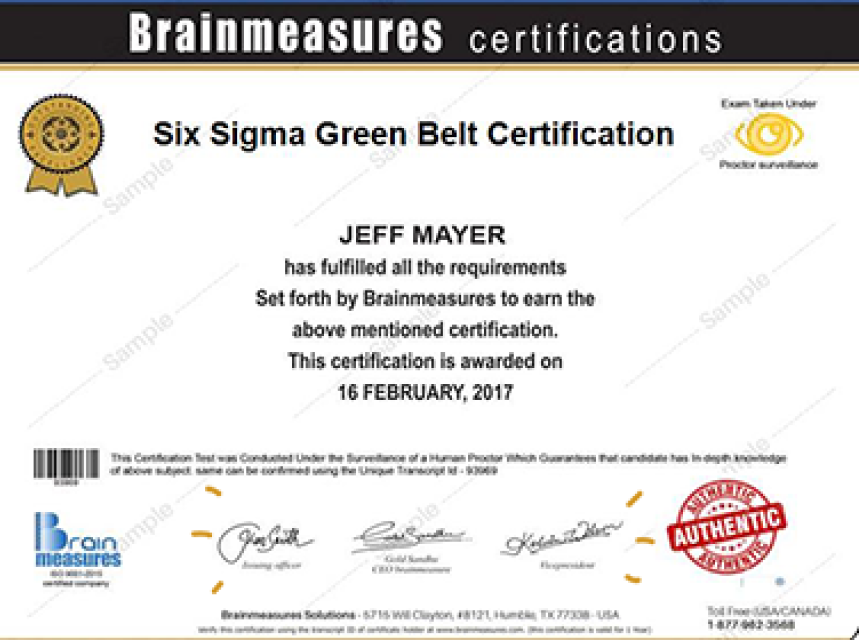 Brainmeasures certifications
Exam Taken Under
Six Sigma Green Belt Certification
Proctor surveillance
JEFF MAYER
has fulfilled all the requirements
Set forth by Brainmeasures to earn the
above mentioned certification.
This certification is awarded on
16 FEBRUARY, 2017
This Certification Test was Conducted Under the Surveillance of a Human Proctor Which Guarantees that candidate has In-depth knowledge
of above subject. same can be confirmed using the Unique Transcript Id - 93969
93969
Brain
measures
ISO 9001-2015
certified company
Issuing officer
Gold Sandhu
CEO brainmeasures
Vicepresident
AUTHENTIC
AUTHENTIC
AUTHENTIC
Brainmeasures Solutions - 5715 Will Clayton, #8121, Humble, TX 77338 - USA
Verify this certification using the transcript ID of certificate holder at www.brainmeasures.com. (this certification is valid for 1 Year)
Toll Free (USA/CANADA)
1-877-982-3568
Sample
Sample
Sample
Sample
Sample